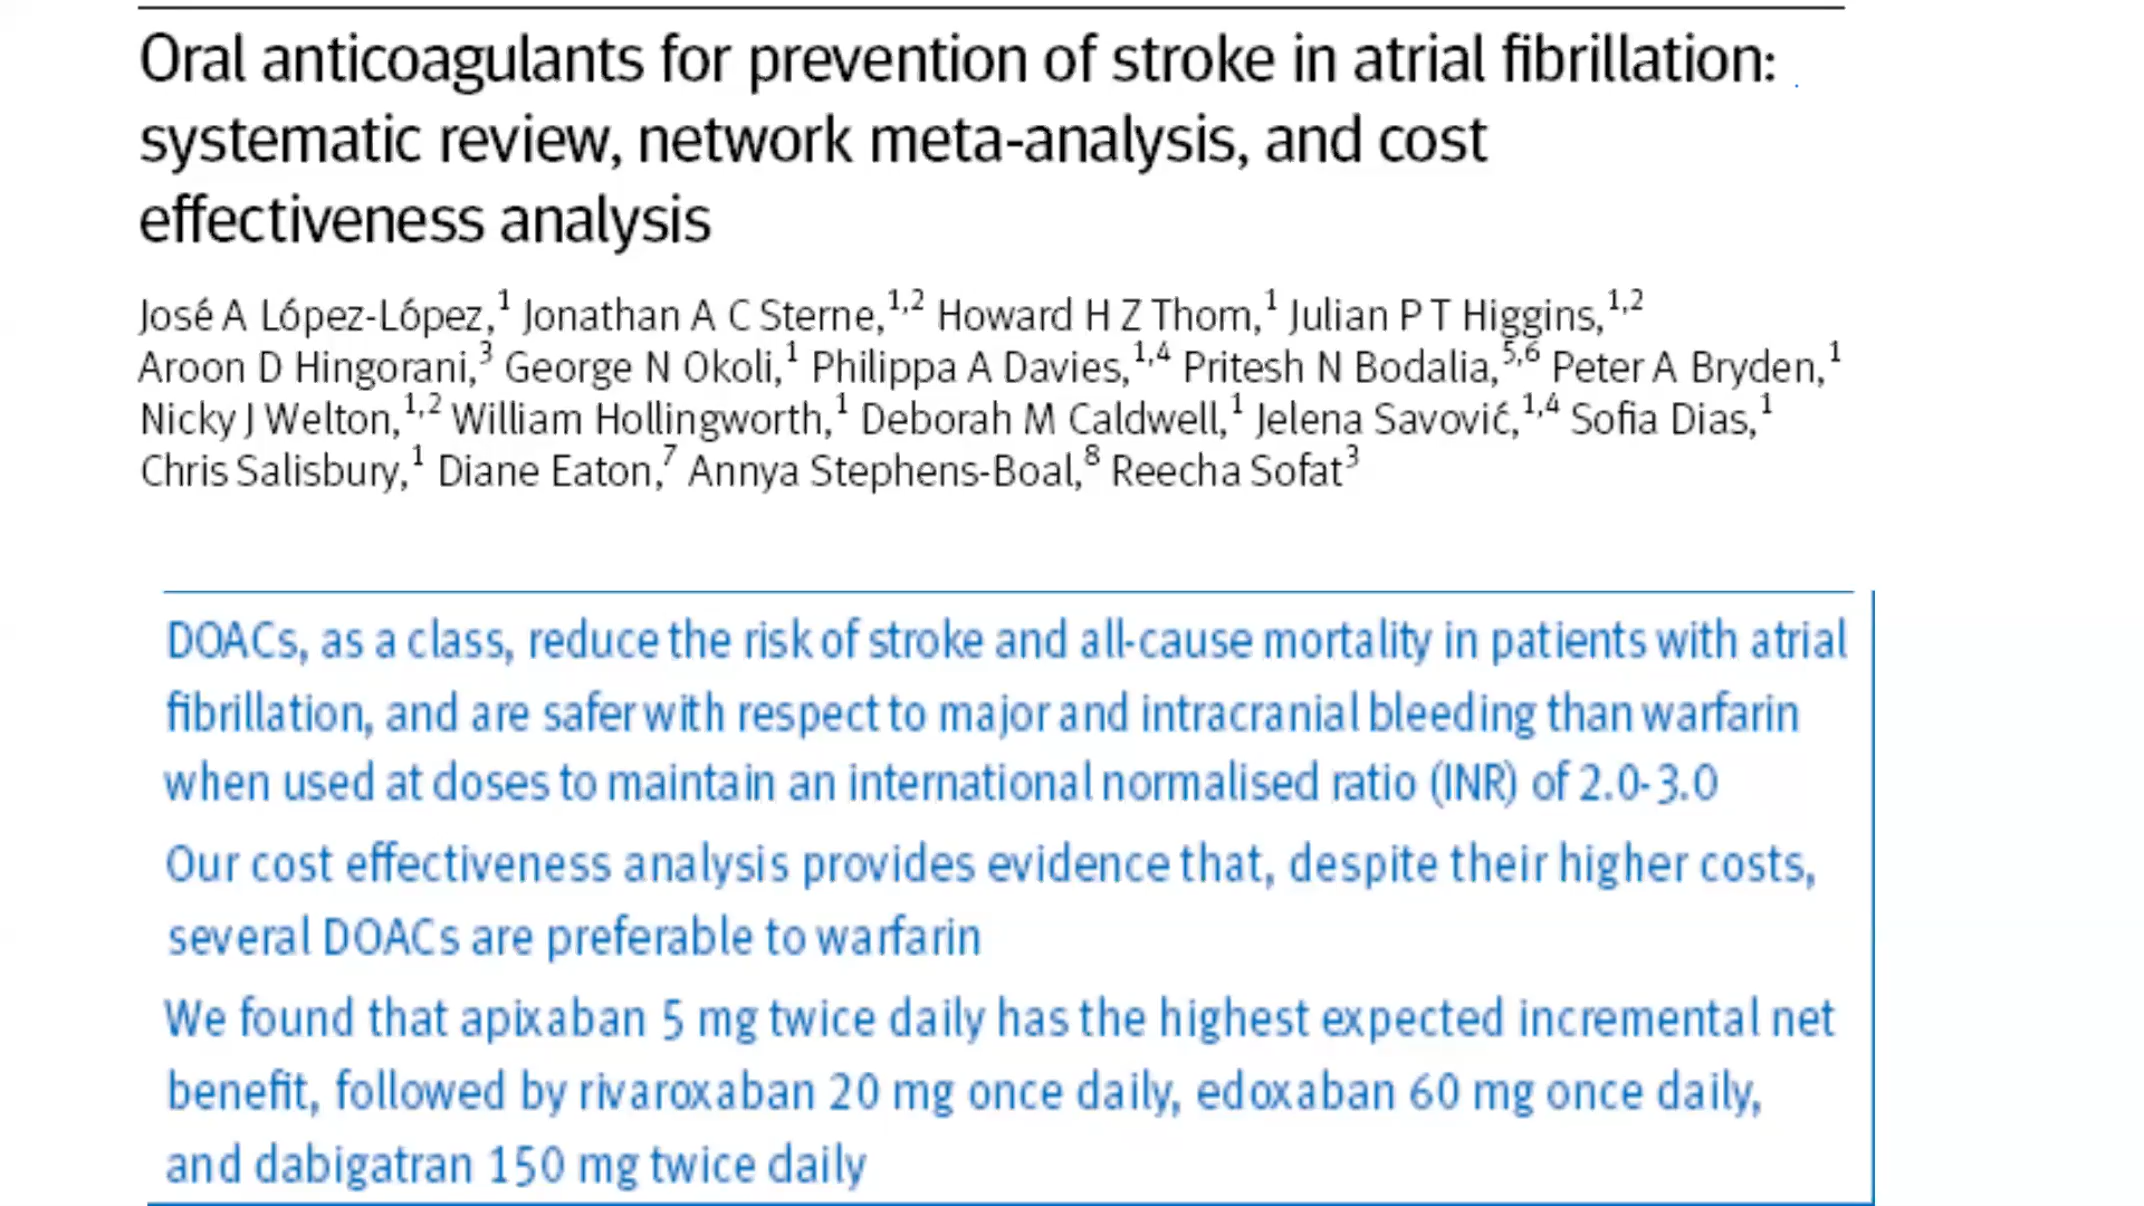 Oral anticoagulants for prevention of stroke in atrial fibrillation:
systematic review, network meta-analysis, and cost
effectiveness analysis
José A López-López,1 Jonathan A C Sterne,1,2 Howard H Z Thom,1 Julian P T Higgins,1,2
Aroon D Hingorani,3 George N Okoli,1 Philippa A Davies,1,4 Pritesh N Bodalia,5,6 Peter A Bryden,1
Nicky J Welton,1,2 William Hollingworth,1 Deborah M Caldwell,1 Jelena Savović,1,4 Sofia Dias,1
Chris Salisbury,1 Diane Eaton,7 Annya Stephens-Boal,8 Reecha Sofat3
DOACs, as a class, reduce the risk of stroke and all-cause mortality in patients with atrial
fibrillation, and are safer with respect to major and intracranial bleeding than warfarin
when used at doses to maintain an international normalised ratio (INR) of 2.0-3.0
Our cost effectiveness analysis provides evidence that, despite their higher costs,
several DOACs are preferable to warfarin
We found that apixaban 5 mg twice daily has the highest expected incremental net
benefit, followed by rivaroxaban 20 mg once daily, edoxaban 60 mg once daily,
and dabigatran 150 mg twice daily